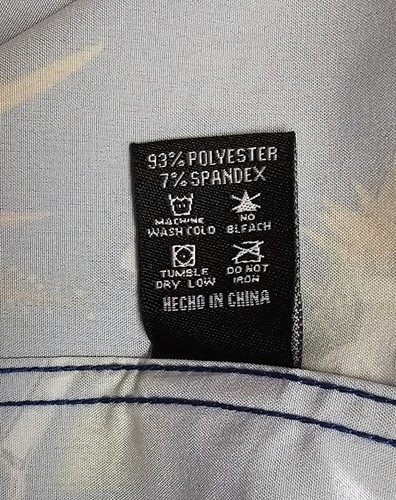 93% POLYESTER
7% SPANDEX
MACHINE WASH COLD
NO BLEACH
TUMBLE DRY LOW
DO NOT IRON
HECHO IN CHINA